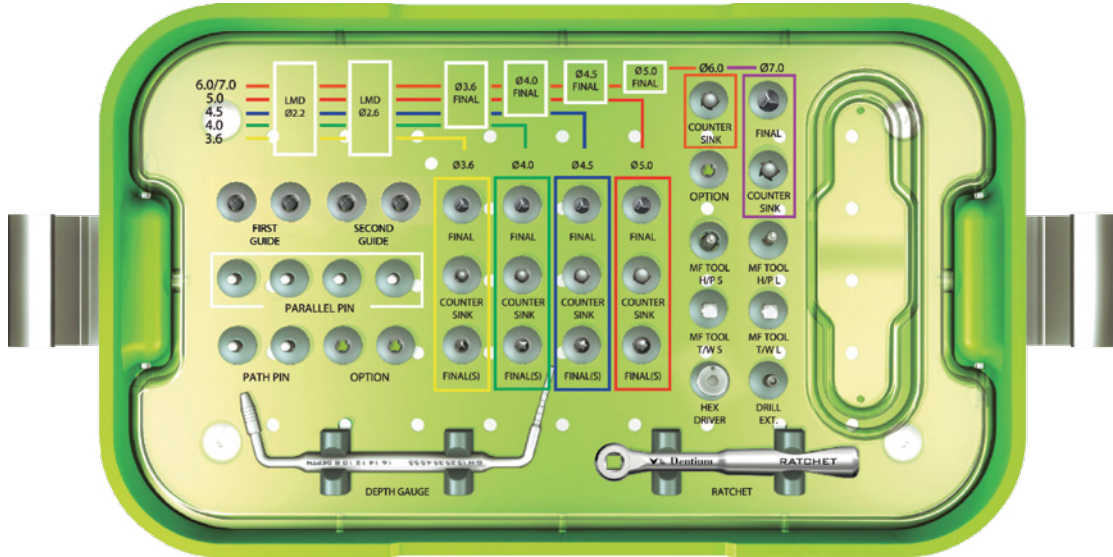 6.0/7.0
5.0
4.5
4.0
3.6
LMD
Ø2.2
LMD
Ø2.6
Ø3.6
FINAL
Ø4.0
FINAL
Ø4.5
FINAL
Ø5.0
FINAL
Ø6.0
Ø7.0
COUNTER
SINK
FINAL
Ø3.6
Ø4.0
Ø4.5
Ø5.0
OPTION
COUNTER
SINK
FIRST
GUIDE
SECOND
GUIDE
FINAL
FINAL
FINAL
FINAL
MF TOOL
H/P S
MF TOOL
H/P L
PARALLEL PIN
COUNTER
SINK
COUNTER
SINK
COUNTER
SINK
COUNTER
SINK
MF TOOL
T/W S
MF TOOL
T/W L
PATH PIN
OPTION
FINAL(S)
FINAL(S)
FINAL(S)
FINAL(S)
HEX
DRIVER
DRILL
EXT.
Dentium
RATCHET
DEPTH GAUGE
RATCHET